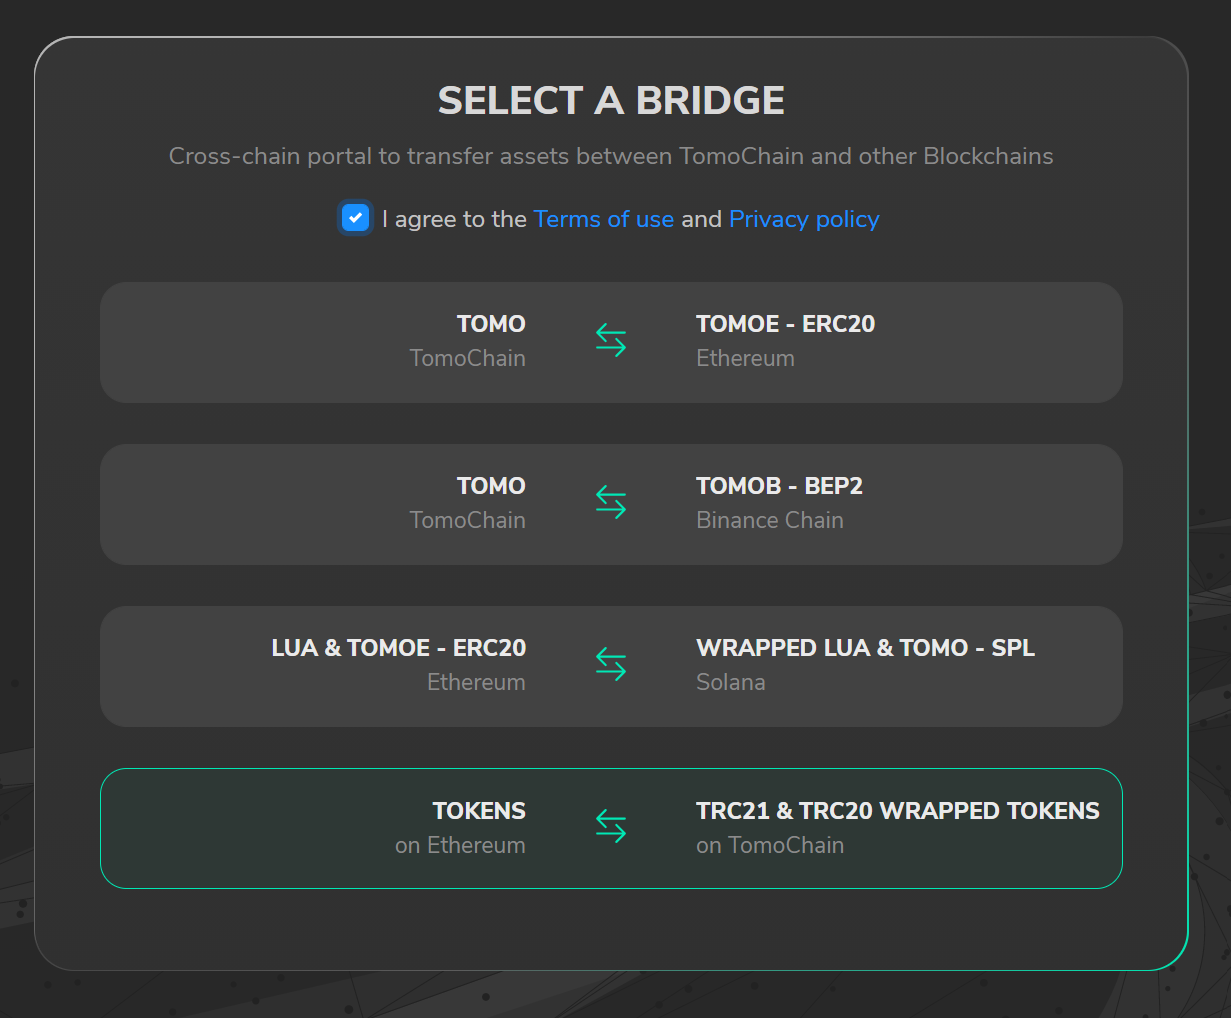 SELECT A BRIDGE
Cross-chain portal to transfer assets between TomoChain and other Blockchains
I agree to the Terms of use and Privacy policy
TOMO
TomoChain
TOMOE - ERC20
Ethereum
TOMO
TomoChain
TOMOB - BEP2
Binance Chain
LUA & TOMOE - ERC20
Ethereum
WRAPPED LUA & TOMO - SPL
Solana
TOKENS
on Ethereum
TRC21 & TRC20 WRAPPED TOKENS
on TomoChain